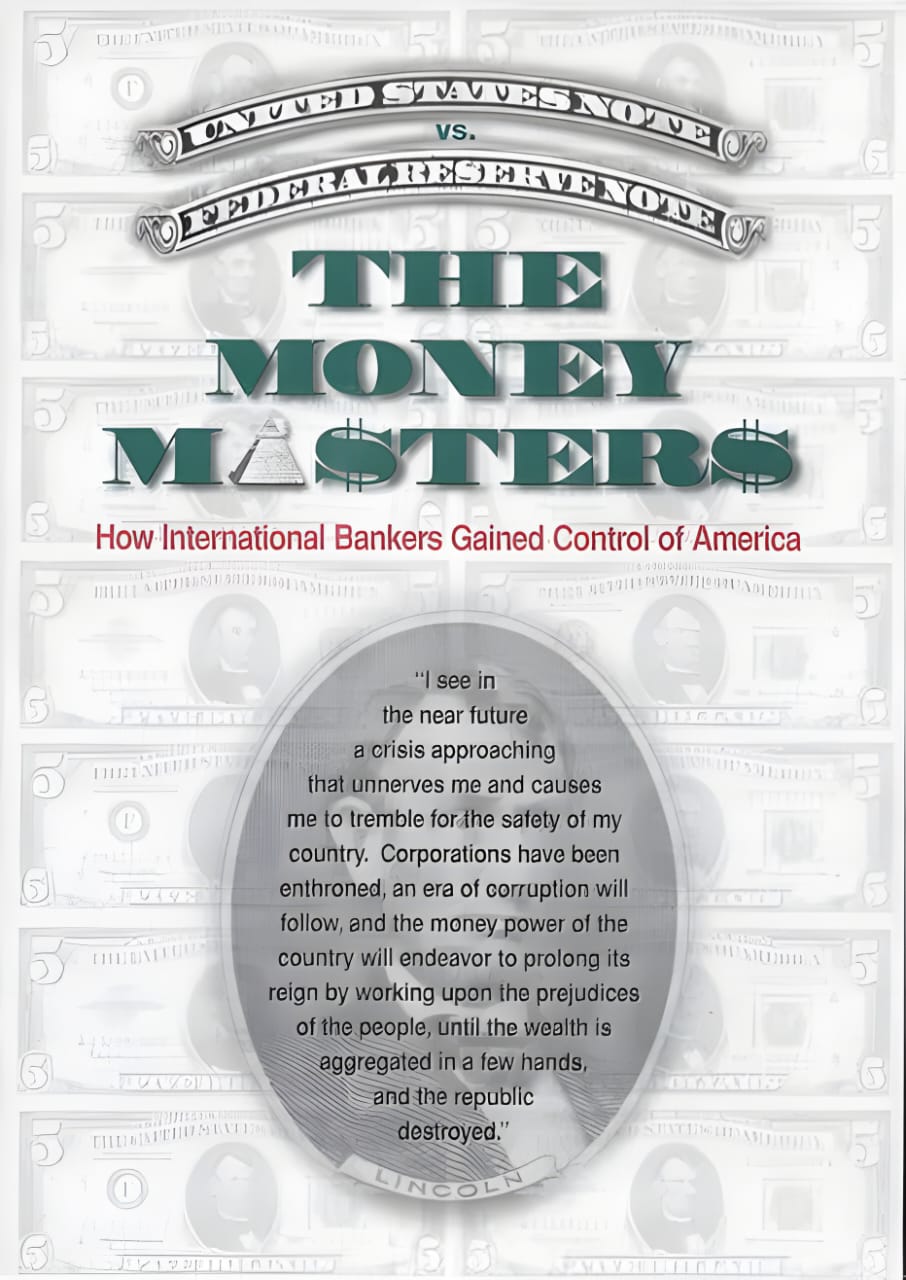 UNITED STATES NOTE
vs.
FEDERAL RESERVE NOTE
THE
MONEY
MASTER$
How International Bankers Gained Control of America
"I see in
the near future
a crisis approaching
that unnerves me and causes
me to tremble for the safety of my
country. Corporations have been
enthroned, an era of corruption will
follow, and the money power of the
country will endeavor to prolong its
reign by working upon the prejudices
of the people, until the wealth is
aggregated in a few hands,
and the republic
destroyed."
LINCOLN